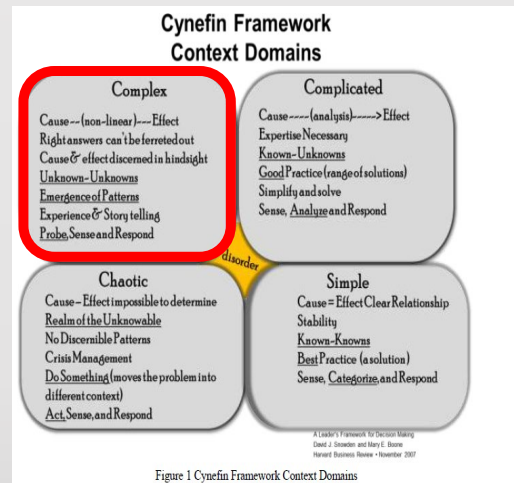 Cynefin Framework
Context Domains
Complex
Cause--(non-linear)---Effect
Right answers can't be ferreted out
Cause & effect discerned in hindsight
Unknown-Unknowns
Emergence of Patterns
Experience & Story telling
Probe, Sense and Respond
Complicated
Cause----(analysis)----->Effect
Expertise Necessary
Known-Unknowns
Good Practice (range of solutions)
Simplify and solve
Sense, Analyze and Respond
disorder
Chaotic
Cause–Effect impossible to determine
Realm of the Unknowable
No Discernible Patterns
Crisis Management
Do Something (moves the problem into
different context)
Act, Sense, and Respond
Simple
Cause = Effect Clear Relationship
Stability
Known-Knowns
Best Practice (a solution)
Sense, Categorize, and Respond
A Leader's Framework for Decision Making
David J. Snowden and Mary E. Boone
Harvard Business Review • November 2007
Figure 1 Cynefin Framework Context Domains